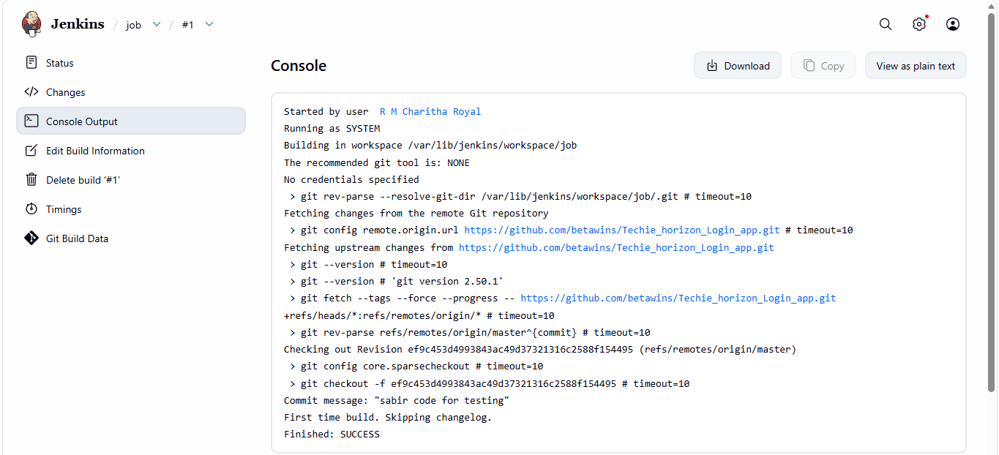 Jenkins / job / #1
Status
Changes
Console Output
Edit Build Information
Delete build ‘#1’
Timings
Git Build Data
Console
Download
Copy
View as plain text
Started by user R M Charitha Royal
Running as SYSTEM
Building in workspace /var/lib/jenkins/workspace/job
The recommended git tool is: NONE
No credentials specified
> git rev-parse --resolve-git-dir /var/lib/jenkins/workspace/job/.git # timeout=10
Fetching changes from the remote Git repository
> git config remote.origin.url https://github.com/betawins/Techie_horizon_Login_app.git # timeout=10
Fetching upstream changes from https://github.com/betawins/Techie_horizon_Login_app.git
> git --version # timeout=10
> git --version # 'git version 2.50.1'
> git fetch --tags --force --progress -- https://github.com/betawins/Techie_horizon_Login_app.git
+refs/heads/*:refs/remotes/origin/* # timeout=10
> git rev-parse refs/remotes/origin/master^{commit} # timeout=10
Checking out Revision ef9c453d4993843ac49d37321316c2588f154495 (refs/remotes/origin/master)
> git config core.sparsecheckout # timeout=10
> git checkout -f ef9c453d4993843ac49d37321316c2588f154495 # timeout=10
Commit message: "sabir code for testing"
First time build. Skipping changelog.
Finished: SUCCESS